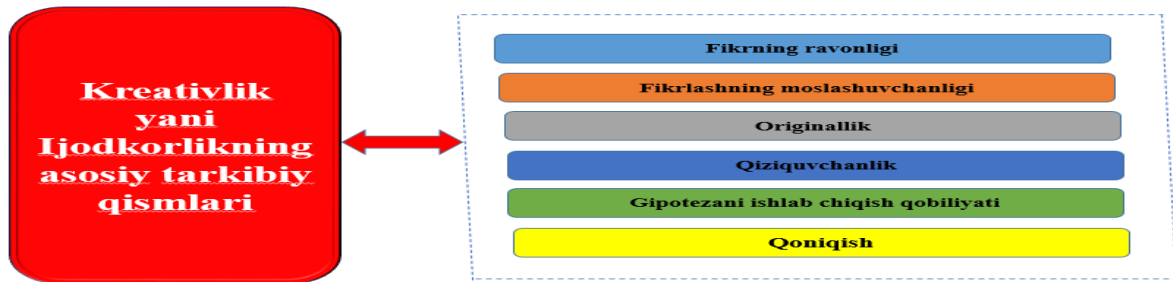 Kreativlik
yani
Ijodkorlikning
asosiy tarkibiy
qismlari
Fikrning ravonligi
Fikrlashning moslashuvchanligi
Originallik
Qiziquvchanlik
Gipotezani ishlab chiqish qobiliyati
Qoniqish